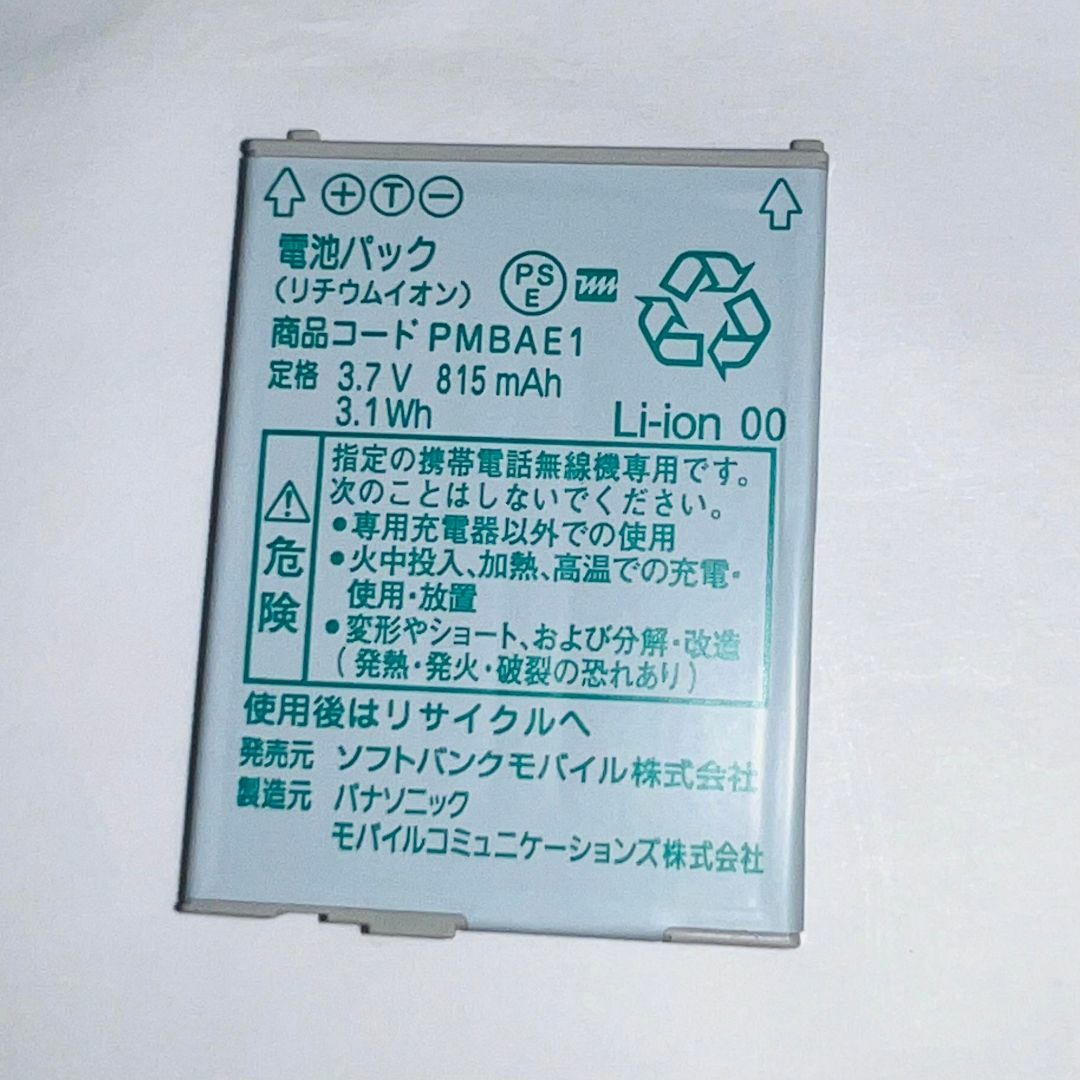 + T −
電池パック
(リチウムイオン)
PS
E
商品コード PMBAE1
定格 3.7 V 815 mAh
3.1 Wh
Li-ion 00
危険
指定の携帯電話無線機専用です。
次のことはしないでください。
•専用充電器以外での使用
•火中投入、加熱、高温での充電・
使用・放置
•変形やショート、および分解・改造
(発熱・発火・破裂の恐れあり)
使用後はリサイクルへ
発売元 ソフトバンクモバイル株式会社
製造元 パナソニック
モバイルコミュニケーションズ株式会社